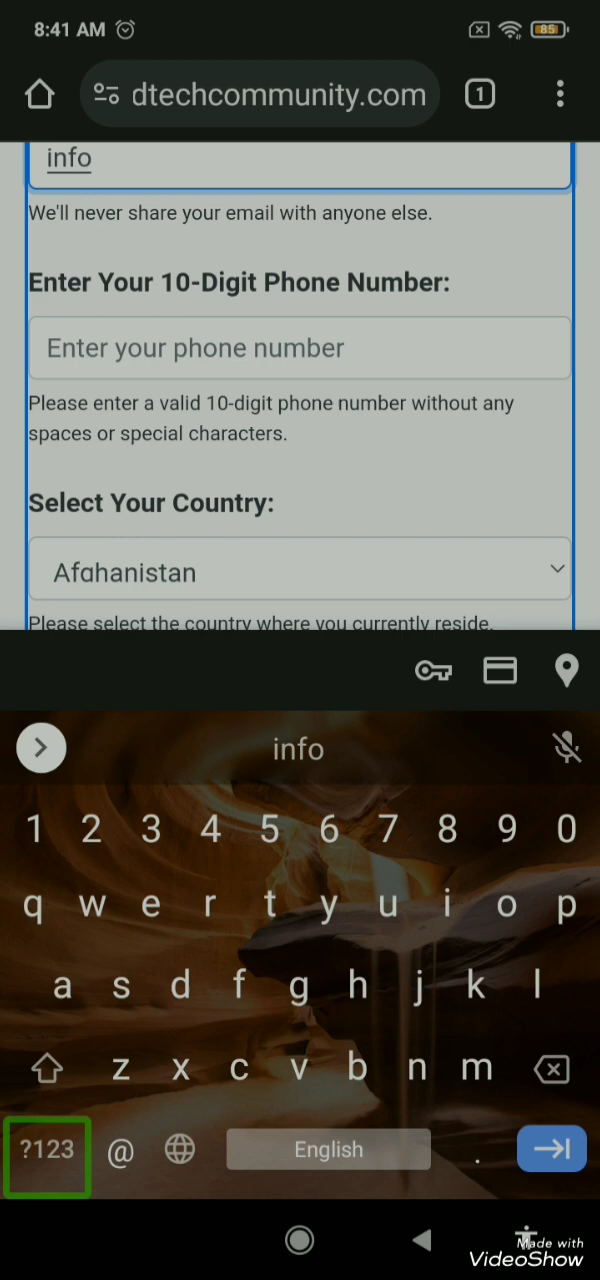 8:41 AM
85
dtechcommunity.com
1
info
We'll never share your email with anyone else.
Enter Your 10-Digit Phone Number:
Enter your phone number
Please enter a valid 10-digit phone number without any
spaces or special characters.
Select Your Country:
Afghanistan
Please select the country where you currently reside.
info
1 2 3 4 5 6 7 8 9 0
q w e r t y u i o p
a s d f g h j k l
z x c v b n m
?123 @ English .
Made with
VideoShow